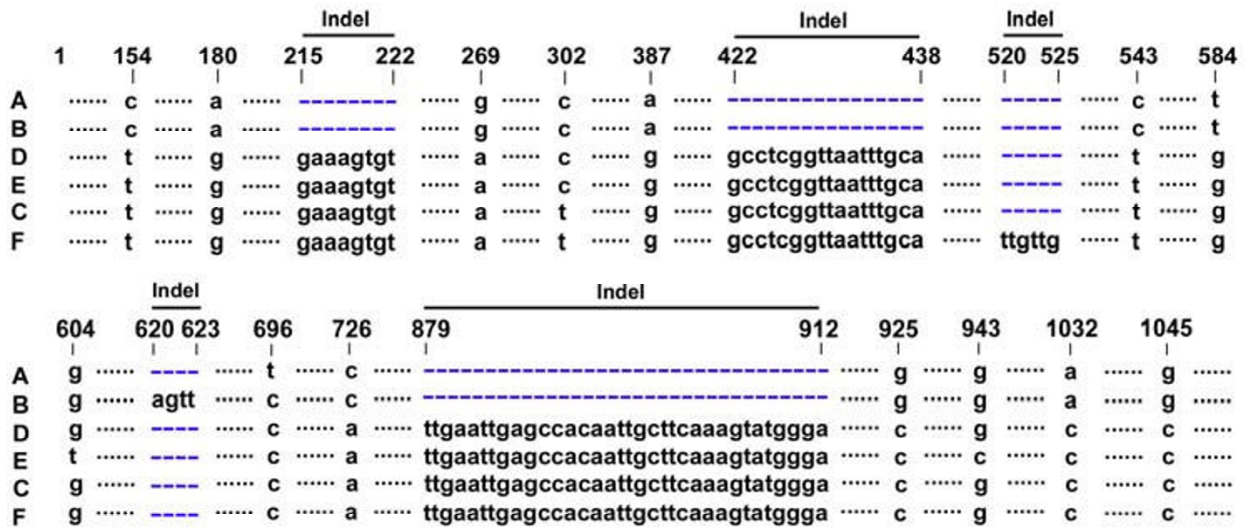 Indel Indel Indel
1 154 180 215 222 269 302 387 422 438 520 525 543 584
A ...... c ...... a ...... -------- ...... g ...... c ...... a ...... ----------------- ...... ------ ...... c ...... t
B ...... c ...... a ...... -------- ...... g ...... c ...... a ...... ----------------- ...... ------ ...... c ...... t
D ...... t ...... g ...... gaaagtgt ...... a ...... c ...... g ...... gcctcggttaatttgca ...... ------ ...... t ...... g
E ...... t ...... g ...... gaaagtgt ...... a ...... c ...... g ...... gcctcggttaatttgca ...... ------ ...... t ...... g
C ...... t ...... g ...... gaaagtgt ...... a ...... t ...... g ...... gcctcggttaatttgca ...... ------ ...... t ...... g
F ...... t ...... g ...... gaaagtgt ...... a ...... t ...... g ...... gcctcggttaatttgca ...... ttgttg ...... t ...... g
Indel Indel
604 620 623 696 726 879 912 925 943 1032 1045
A g ...... ---- ...... t ...... c ...... ---------------------------------- ...... g ...... g ...... a ...... g ......
B g ...... agtt ...... c ...... c ...... ---------------------------------- ...... g ...... g ...... a ...... g ......
D g ...... ---- ...... c ...... a ...... ttgaattgagccacaattgcttcaaagtatggga ...... c ...... g ...... c ...... c ......
E t ...... ---- ...... c ...... a ...... ttgaattgagccacaattgcttcaaagtatggga ...... c ...... c ...... c ...... c ......
C g ...... ---- ...... c ...... a ...... ttgaattgagccacaattgcttcaaagtatggga ...... c ...... g ...... c ...... c ......
F g ...... ---- ...... c ...... a ...... ttgaattgagccacaattgcttcaaagtatggga ...... c ...... g ...... c ...... c ......